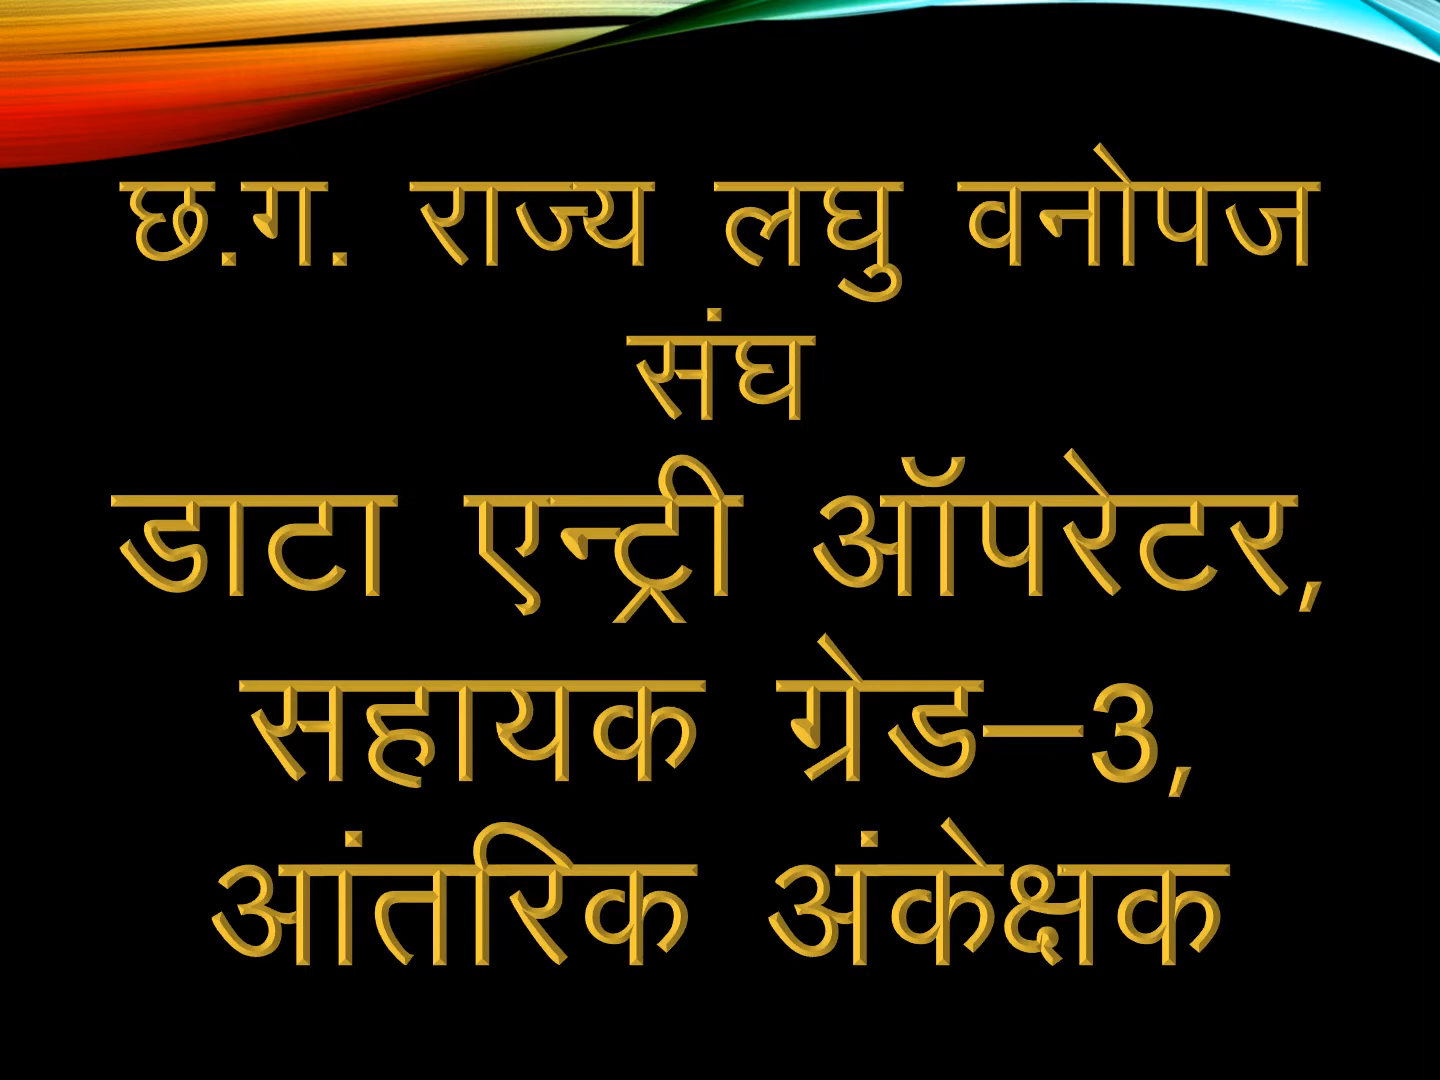 छ.ग. राज्य लघु वनोपज
संघ
डाटा एन्ट्री ऑपरेटर,
सहायक ग्रेड–3,
आंतरिक अंकेक्षक